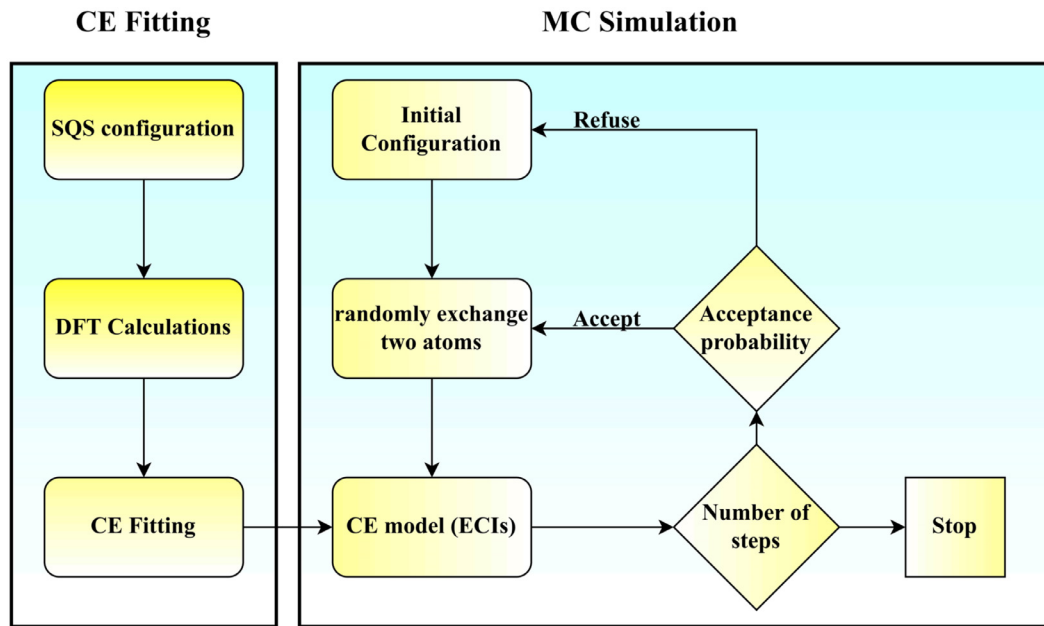 CE Fitting
MC Simulation
SQS configuration
DFT Calculations
CE Fitting
Initial
Configuration
Refuse
randomly exchange
two atoms
Accept
Acceptance
probability
CE model (ECIs)
Number of
steps
Stop